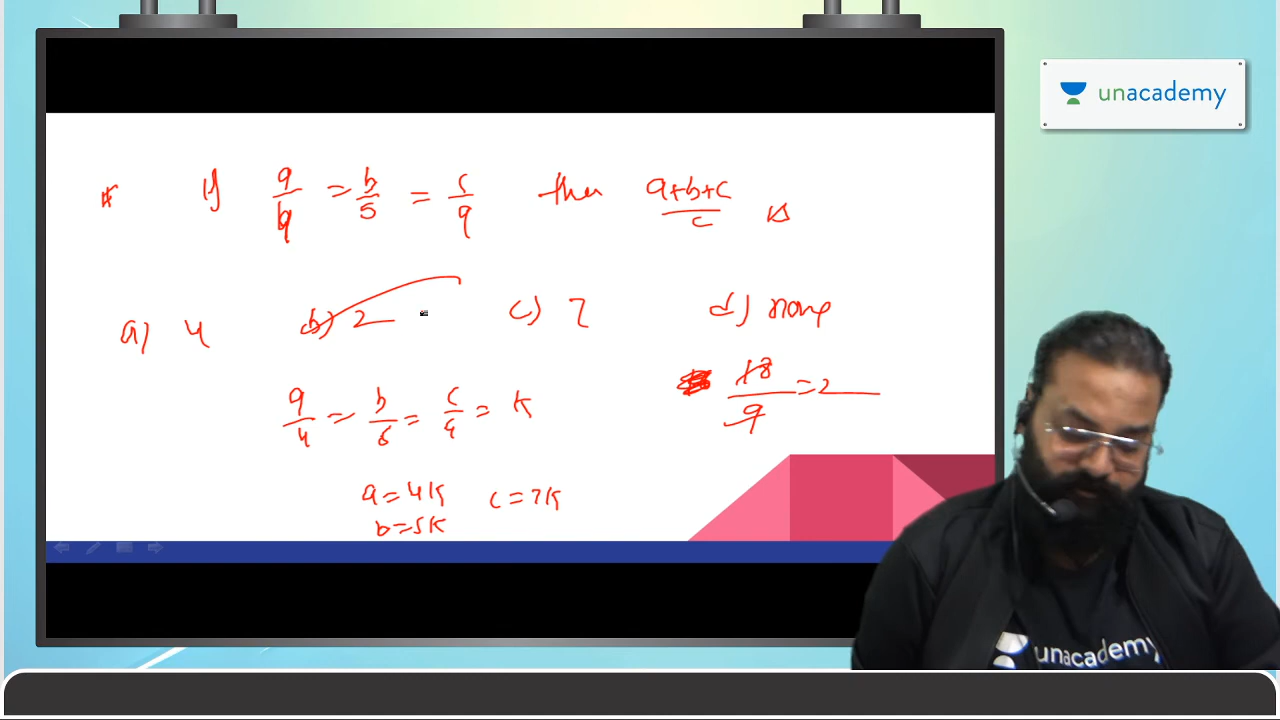 unacademy
* If a/4 = b/5 = c/9 then a+b+c/c is
a) 4 b) 2 c) 7 d) none
18/9 = 2
a/4 = b/5 = c/9 = K
a = 4K c = 9K
b = 5K
unacademy